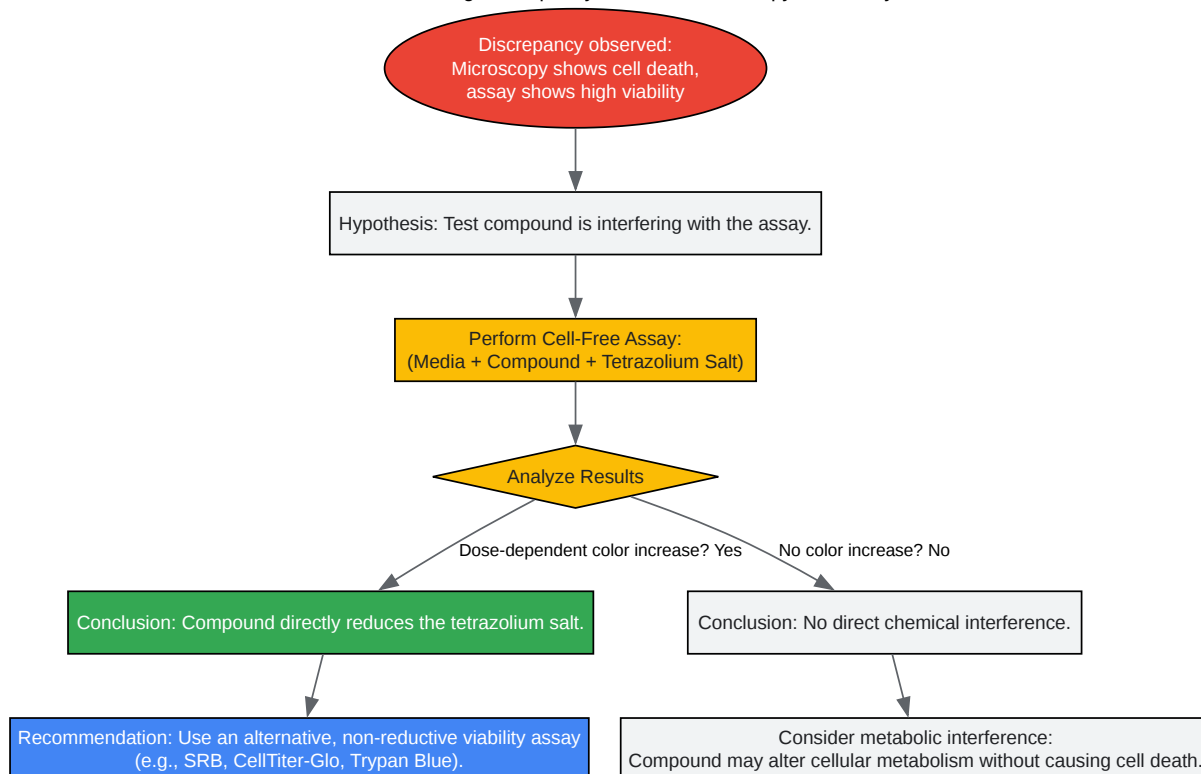 Discrepancy observed:
Microscopy shows cell death,
assay shows high viability
Hypothesis: Test compound is interfering with the assay.
Perform Cell-Free Assay:
(Media + Compound + Tetrazolium Salt)
Analyze Results
Dose-dependent color increase? Yes
No color increase? No
Conclusion: Compound directly reduces the tetrazolium salt.
Conclusion: No direct chemical interference.
Recommendation: Use an alternative, non-reductive viability assay
(e.g., SRB, CellTiter-Glo, Trypan Blue).
Consider metabolic interference:
Compound may alter cellular metabolism without causing cell death.